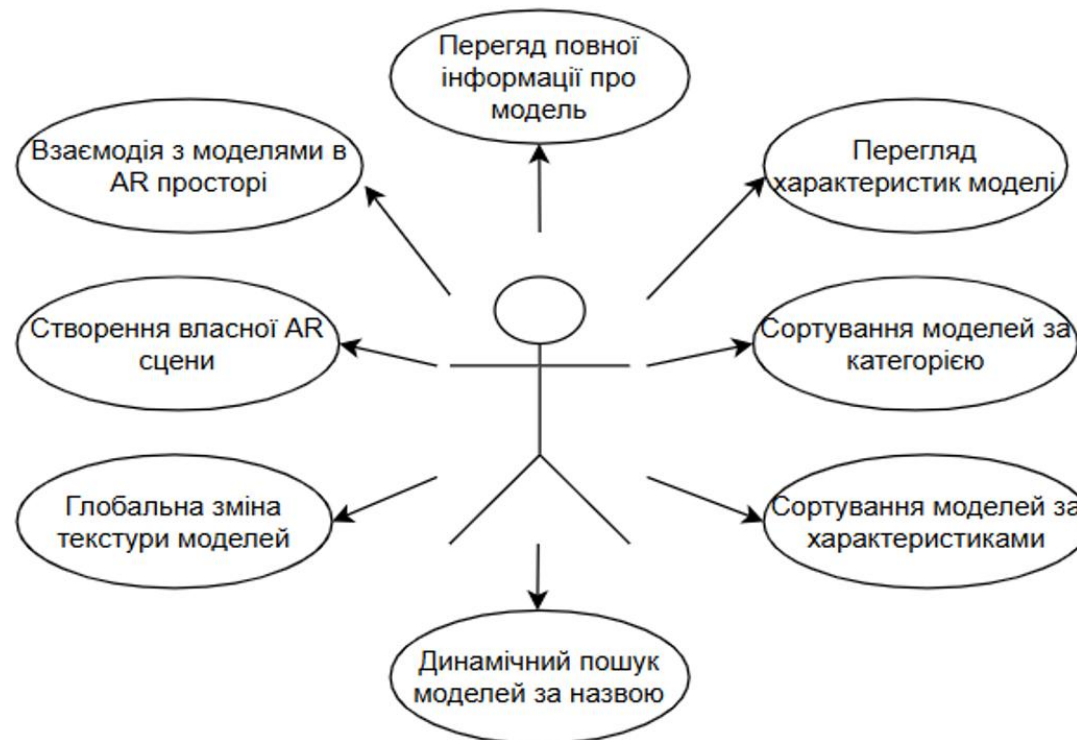 Перегяд повної
інформації про
модель
Взаємодія з моделями в
AR просторі
Перегляд
характеристик моделі
Створення власної AR
сцени
Сортування моделей за
категорією
Глобальна зміна
текстури моделей
Сортування моделей за
характеристиками
Динамічний пошук
моделей за назвою